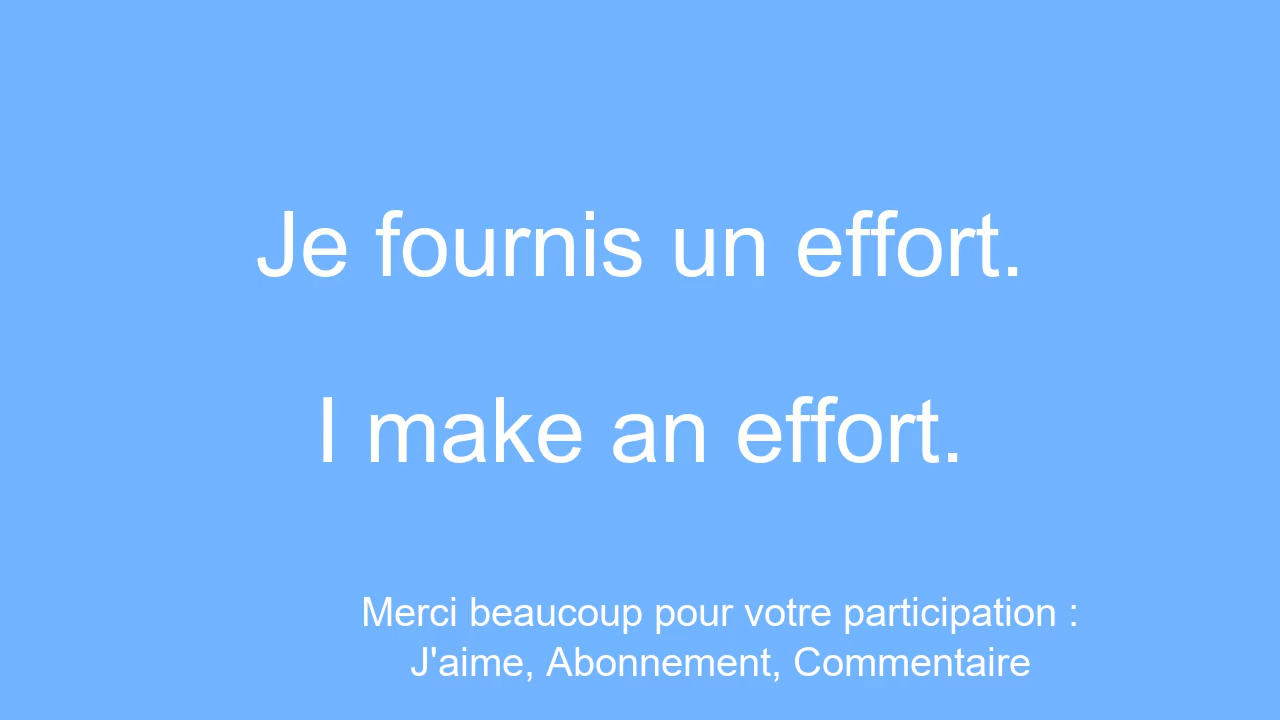 Je fournis un effort.
I make an effort.
Merci beaucoup pour votre participation :
J'aime, Abonnement, Commentaire